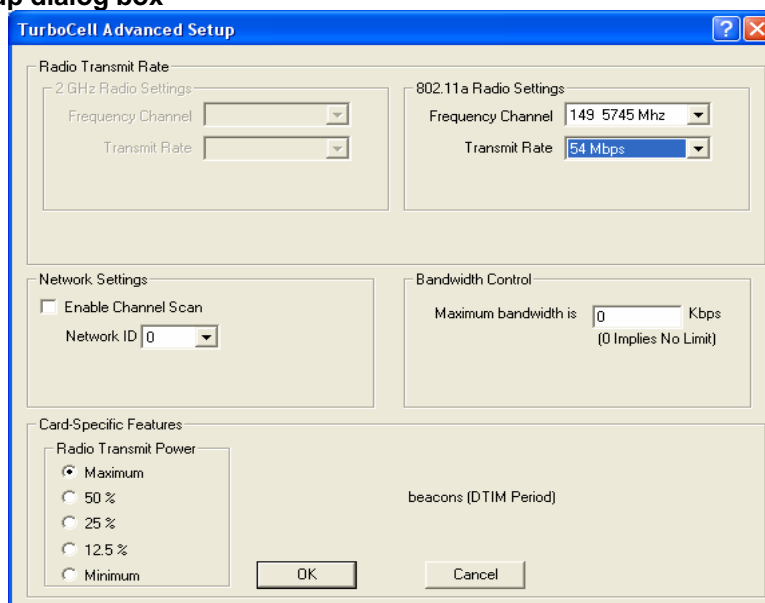 up dialog box
TurboCell Advanced Setup
Radio Transmit Rate
2 GHz Radio Settings
Frequency Channel
Transmit Rate
802.11a Radio Settings
Frequency Channel 149 5745 Mhz
Transmit Rate 54 Mbps
Network Settings
Enable Channel Scan
Network ID 0
Bandwidth Control
Maximum bandwidth is 0 Kbps
(0 Implies No Limit)
Card-Specific Features
Radio Transmit Power
Maximum
50 %
25 %
12.5 %
Minimum
beacons (DTIM Period)
OK
Cancel